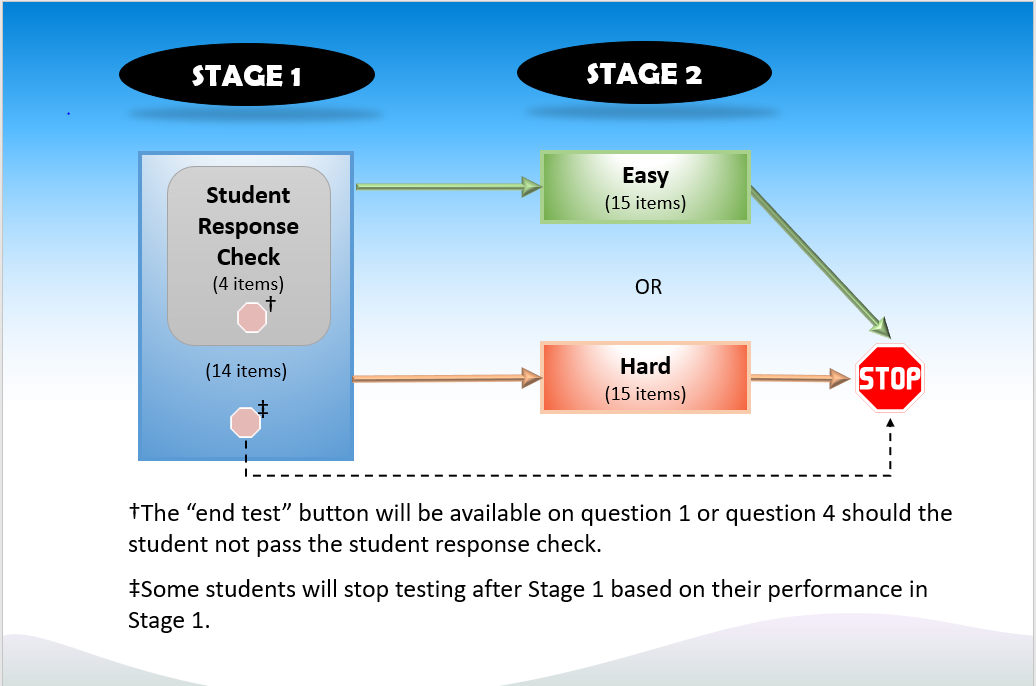 STAGE 1
STAGE 2
Student
Response
Check
(4 items)
†
(14 items)
‡
Easy
(15 items)
OR
Hard
(15 items)
STOP
†The “end test” button will be available on question 1 or question 4 should the
student not pass the student response check.
‡Some students will stop testing after Stage 1 based on their performance in
Stage 1.